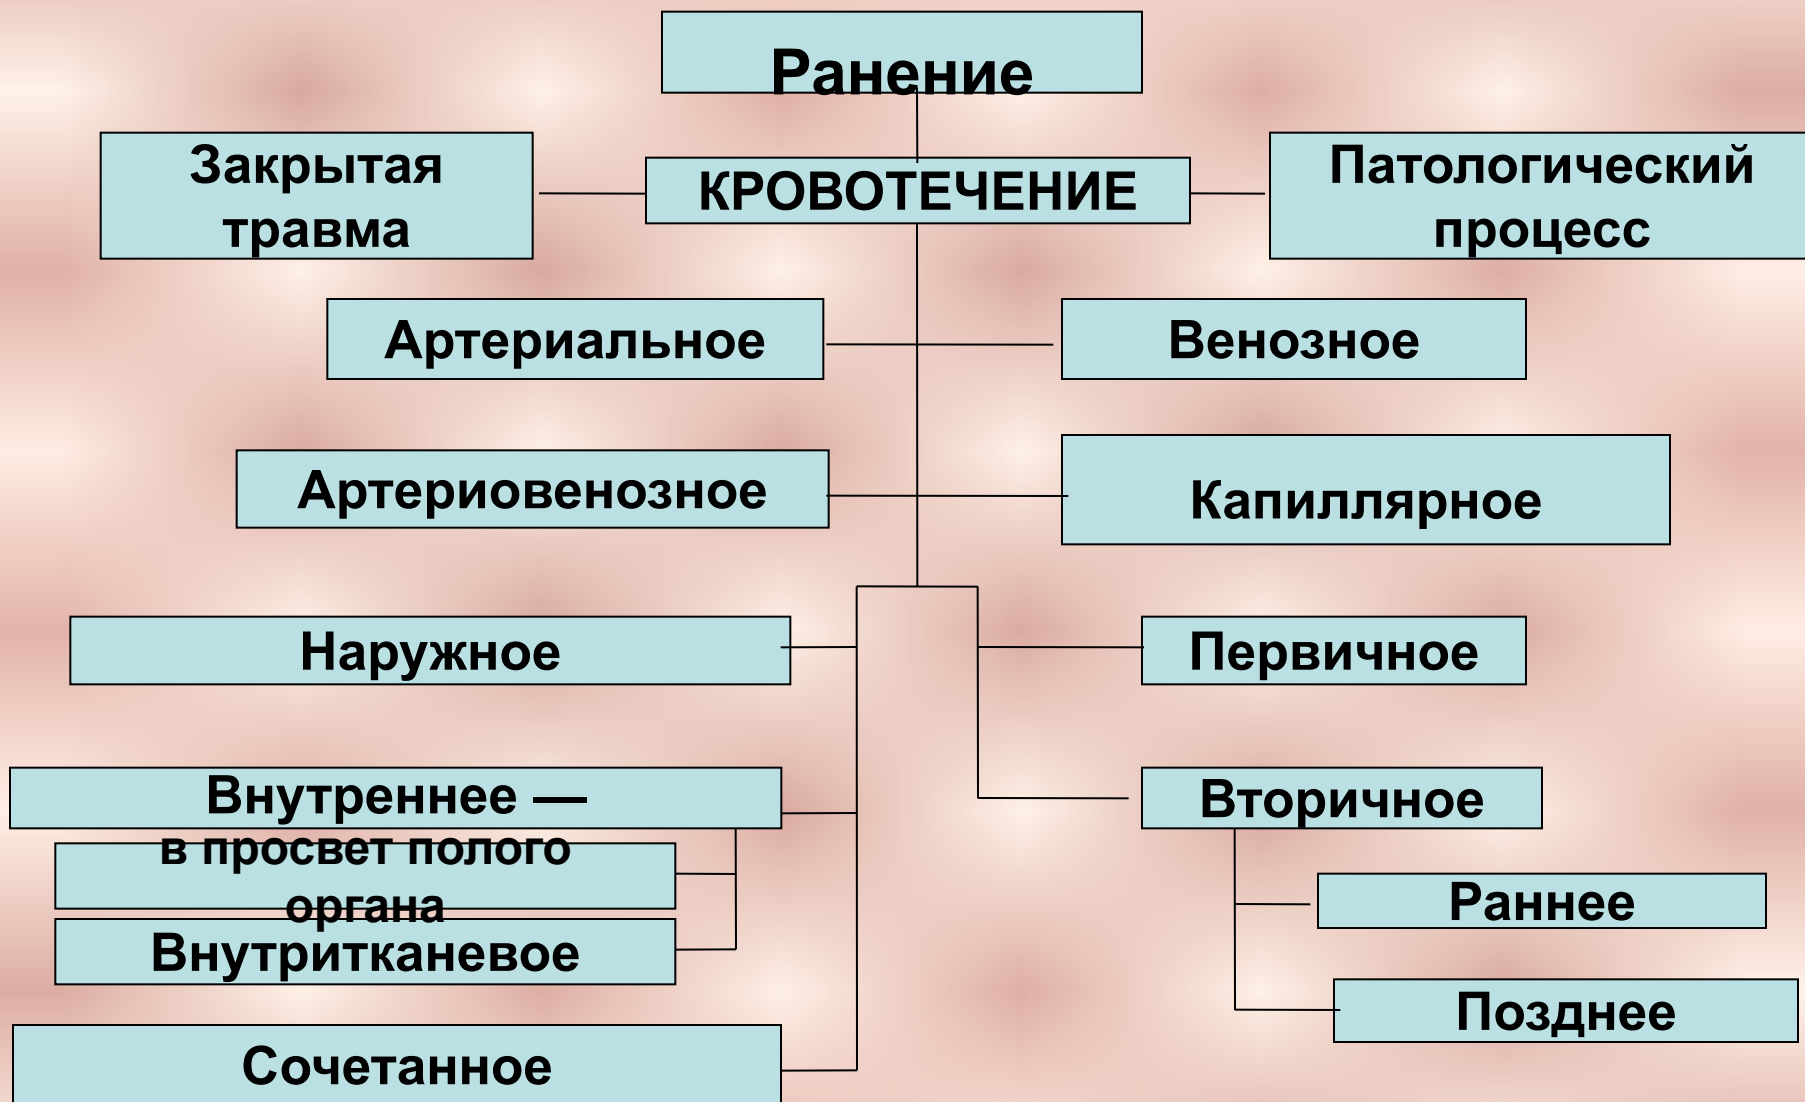 Ранение
Закрытая
травма
КРОВОТЕЧЕНИЕ
Патологический
процесс
Артериальное
Венозное
Артериовенозное
Капиллярное
Наружное
Первичное
Внутреннее —
Вторичное
в просвет полого
органа
Раннее
Внутритканевое
Позднее
Сочетанное